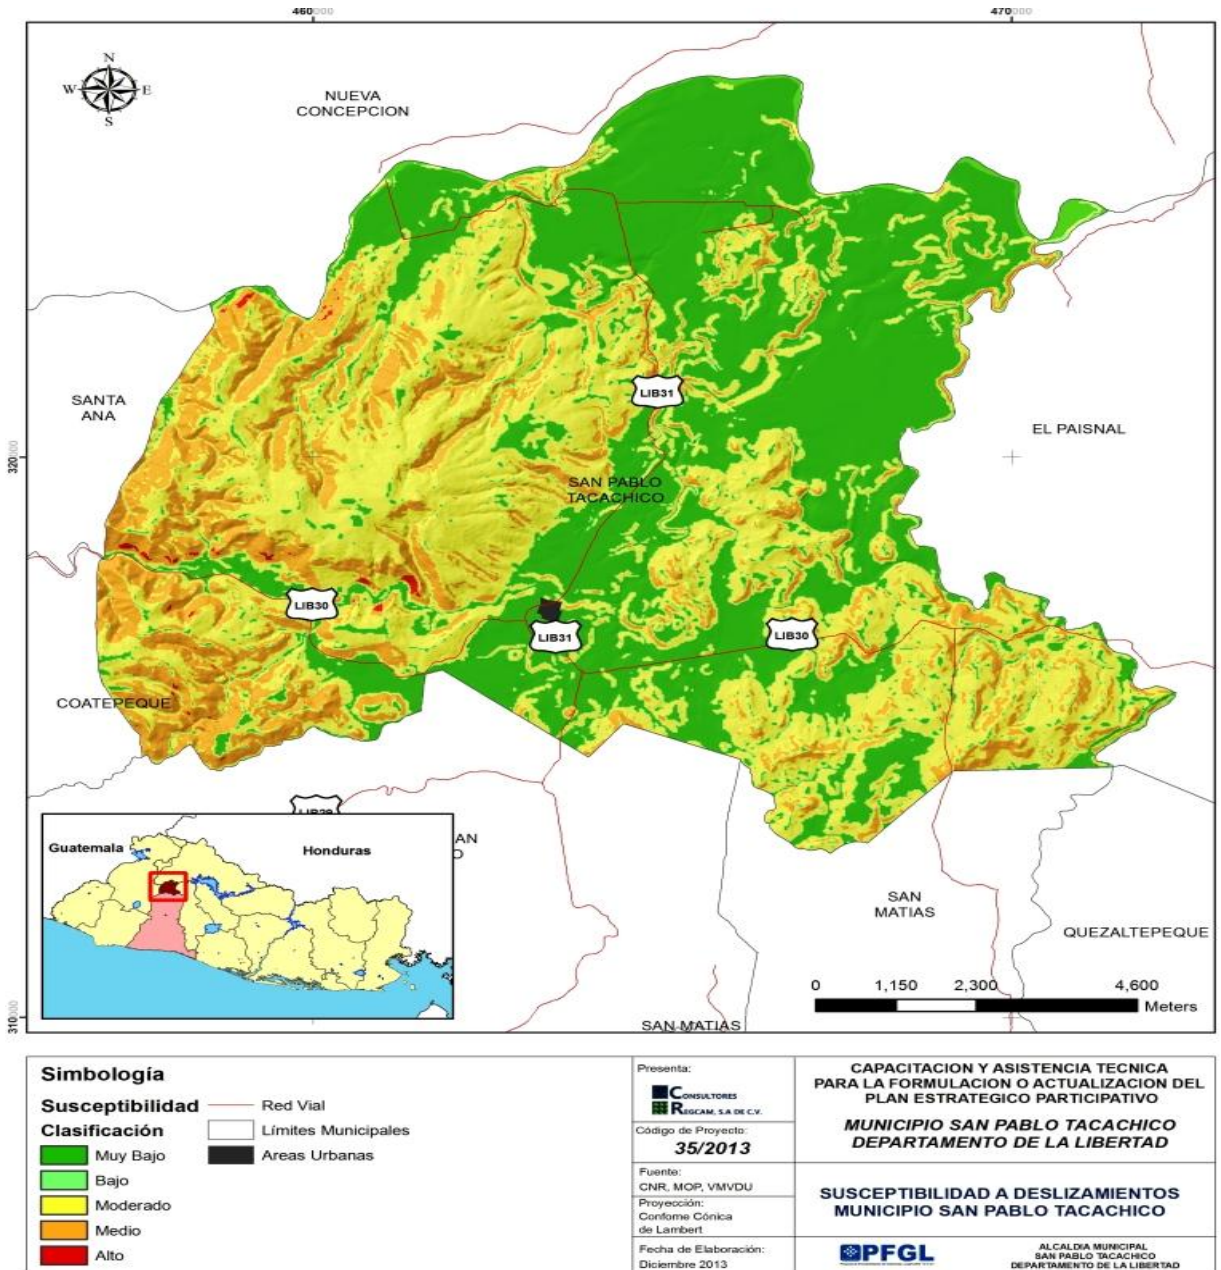 460000
470000
N
W E
S
NUEVA
CONCEPCION
SANTA
ANA
320000
LIB31
EL PAISNAL
SAN PABLO
TACACHICO
LIB30
LIB31
LIB30
COATEPEQUE
LIB29
AN
O
Guatemala
Honduras
SAN
MATIAS
QUEZALTEPEQUE
0 1,150 2,300 4,600
Meters
310000
SAN MATIAS
Simbología
Susceptibilidad
Clasificación
Muy Bajo
Bajo
Moderado
Medio
Alto
Red Vial
Límites Municipales
Areas Urbanas
Presenta:
CONSULTORES
REGCAM, S.A DE C.V.
Código de Proyecto:
35/2013
Fuente:
CNR, MOP, VMVDU
Proyección:
Conforme Cónica
de Lambert
Fecha de Elaboración:
Diciembre 2013
CAPACITACION Y ASISTENCIA TECNICA
PARA LA FORMULACION O ACTUALIZACION DEL
PLAN ESTRATEGICO PARTICIPATIVO
MUNICIPIO SAN PABLO TACACHICO
DEPARTAMENTO DE LA LIBERTAD
SUSCEPTIBILIDAD A DESLIZAMIENTOS
MUNICIPIO SAN PABLO TACACHICO
PFGL
ALCALDIA MUNICIPAL
SAN PABLO TACACHICO
DEPARTAMENTO DE LA LIBERTAD